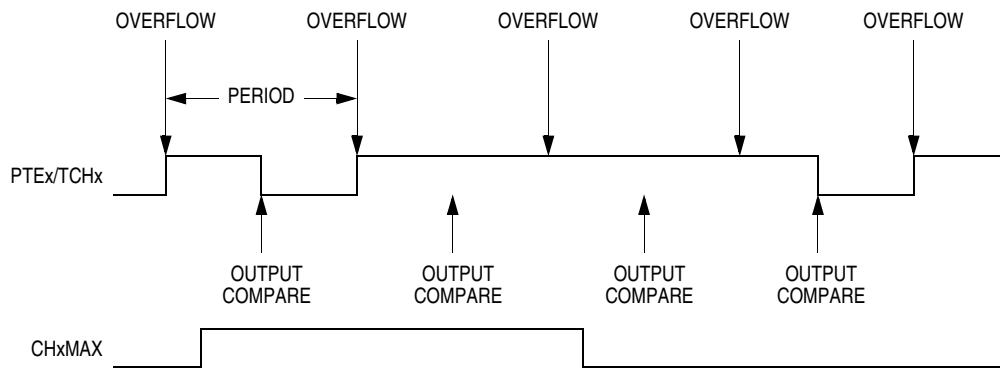 OVERFLOW OVERFLOW OVERFLOW OVERFLOW OVERFLOW
PERIOD
PTEx/TCHx
OUTPUT COMPARE
OUTPUT COMPARE
OUTPUT COMPARE
OUTPUT COMPARE
CHxMAX